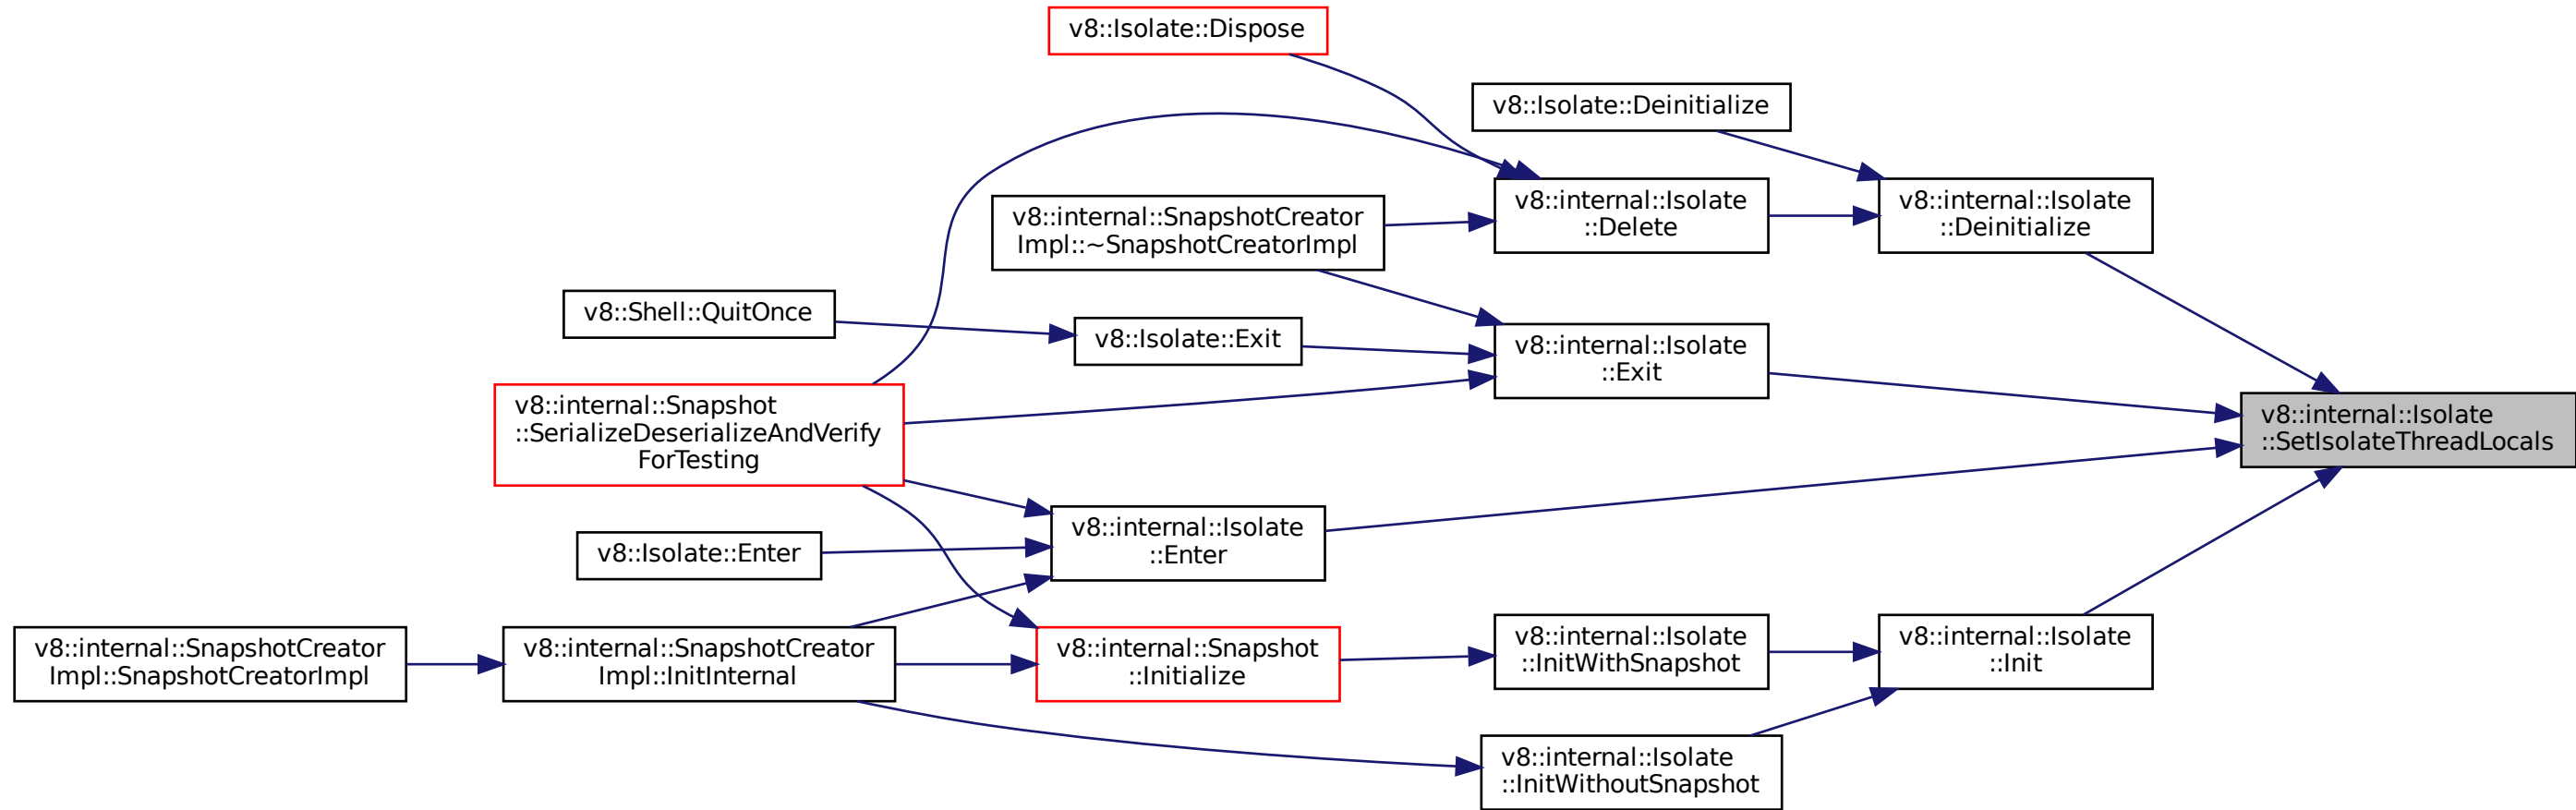 v8::Isolate::Dispose
v8::Isolate::Deinitialize
v8::internal::SnapshotCreator
Impl::~SnapshotCreatorImpl
v8::internal::Isolate
::Delete
v8::internal::Isolate
::Deinitialize
v8::Shell::QuitOnce
v8::Isolate::Exit
v8::internal::Isolate
::Exit
v8::internal::Snapshot
::SerializeDeserializeAndVerify
ForTesting
v8::internal::Isolate
::SetIsolateThreadLocals
v8::Isolate::Enter
v8::internal::Isolate
::Enter
v8::internal::SnapshotCreator
Impl::SnapshotCreatorImpl
v8::internal::SnapshotCreator
Impl::InitInternal
v8::internal::Snapshot
::Initialize
v8::internal::Isolate
::InitWithSnapshot
v8::internal::Isolate
::Init
v8::internal::Isolate
::InitWithoutSnapshot